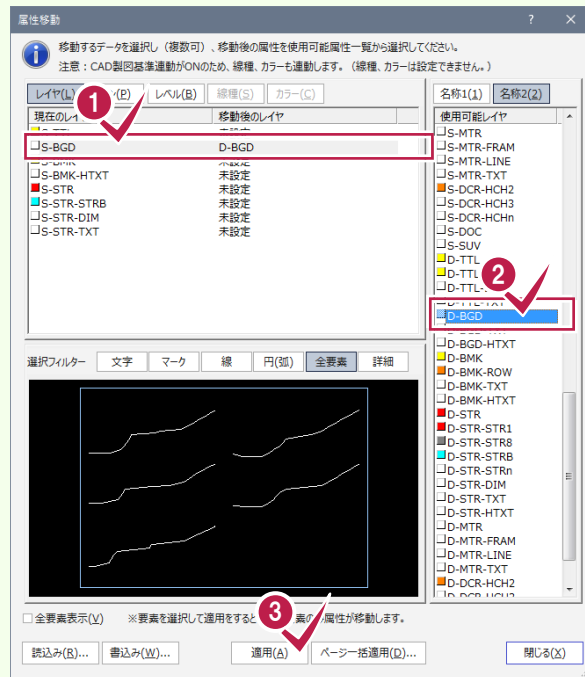 属性移動
? ×
移動するデータを選択し（複数可）、移動後の属性を使用可能属性一覧から選択してください。
注意：CAD製図基準連動がONのため、線種、カラーも連動します。（線種、カラーは設定できません。）
レイヤ(L) (P) レベル(B) 線種(S) カラー(C)
名称1(1) 名称2(2)
現在のレイヤ 移動後のレイヤ
1
S-BGD D-BGD
S-BMK 未設定
S-BMK-HTXT 未設定
S-STR 未設定
S-STR-STRB 未設定
S-STR-DIM 未設定
S-STR-TXT 未設定
使用可能レイヤ
S-MTR
S-MTR-FRAM
S-MTR-LINE
S-MTR-TXT
S-DCR-HCH2
S-DCR-HCH3
S-DCR-HCHn
S-DOC
S-SUV
D-TTL
D-TTL
D-TTL-
2
D-TTL-TXT
D-BGD
D-BGD-HTXT
D-BMK
D-BMK-ROW
D-BMK-TXT
D-BMK-HTXT
D-STR
D-STR-STR1
D-STR-STR8
D-STR-STRB
D-STR-STRn
D-STR-DIM
D-STR-TXT
D-STR-HTXT
D-MTR
D-MTR-FRAM
D-MTR-LINE
D-MTR-TXT
D-DCR-HCH2
選択フィルター 文字 マーク 線 円(弧) 全要素 詳細
全要素表示(V) ※要素を選択して適用をすると 素の 属性が移動します。
3
読込み(R)... 書込み(W)... 適用(A) ページ一括適用(D)... 閉じる(X)